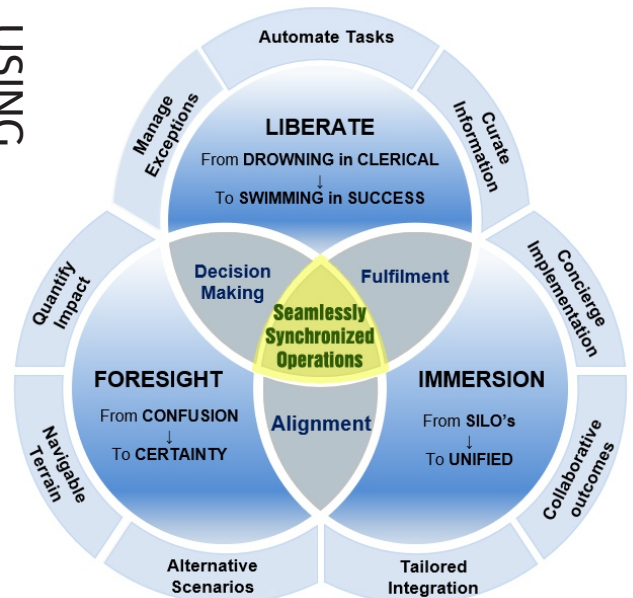 USING
Automate Tasks
Manage
Exceptions
Curate
Information
LIBERATE
From DROWNING in CLERICAL
↓
To SWIMMING in SUCCESS
Quantify
Impact
Decision
Making
Fulfilment
Concierge
Implementation
Seamlessly
Synchronized
Operations
FORESIGHT
From CONFUSION
↓
To CERTAINTY
IMMERSION
From SILO's
↓
To UNIFIED
Alignment
Navigable
Terrain
Collaborative
outcomes
Alternative
Scenarios
Tailored
Integration